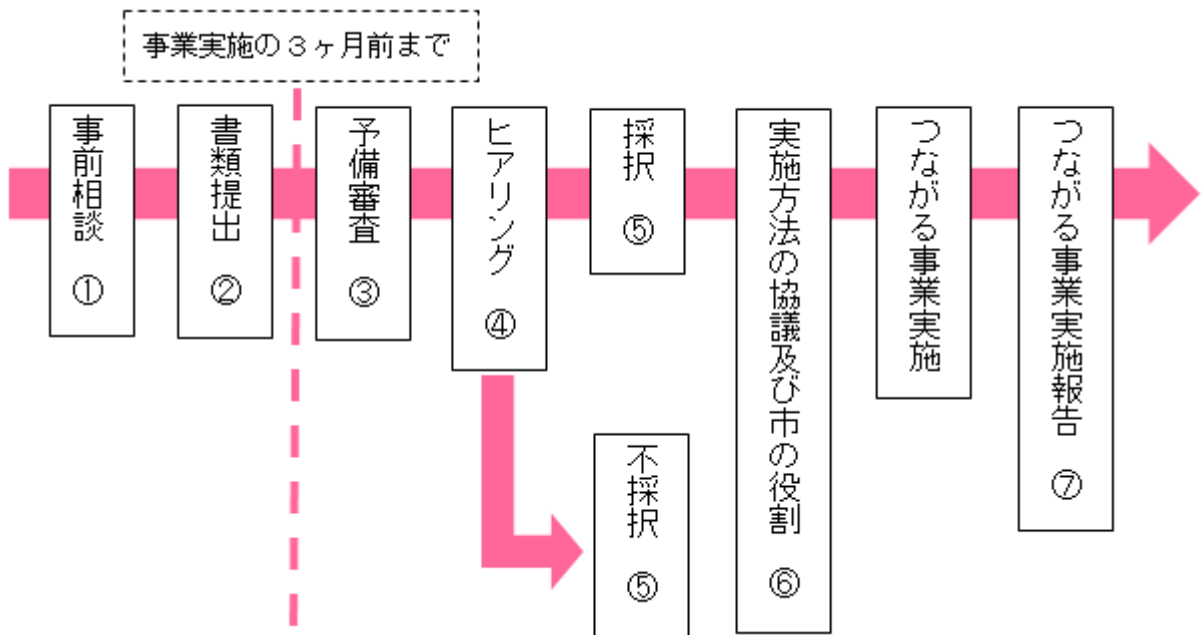 事業実施の３ヶ月前まで
事前相談　①
書類提出　②
予備審査　③
ヒアリング　④
採択　⑤
不採択　⑤
実施方法の協議及び市の役割　⑥
つながる事業実施
つながる事業実施報告　⑦